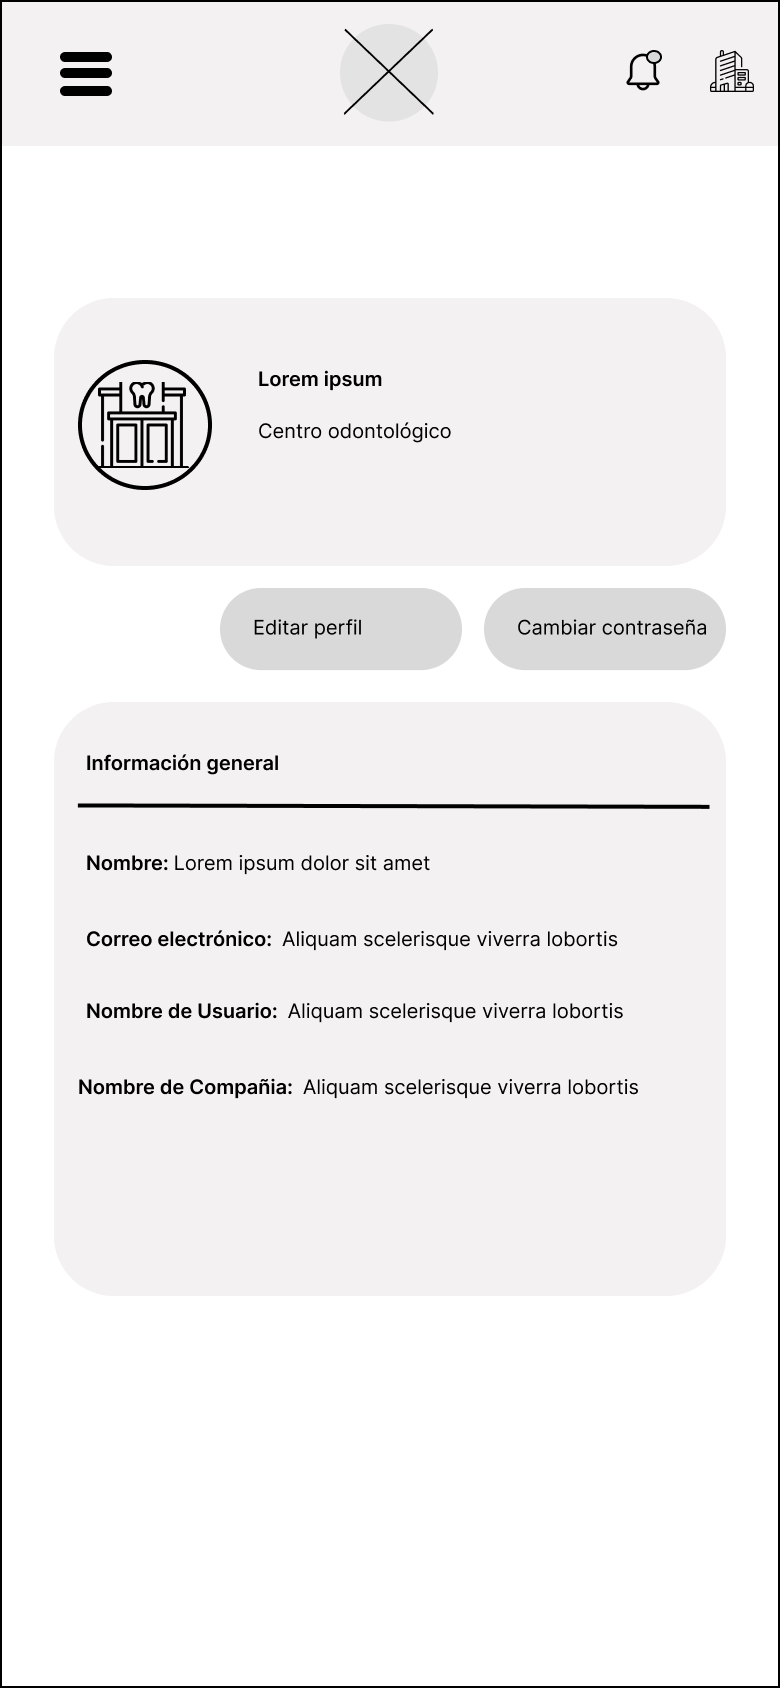 Lorem ipsum
Centro odontológico
Editar perfil
Cambiar contraseña
Información general
Nombre: Lorem ipsum dolor sit amet
Correo electrónico: Aliquam scelerisque viverra lobortis
Nombre de Usuario: Aliquam scelerisque viverra lobortis
Nombre de Compañia: Aliquam scelerisque viverra lobortis